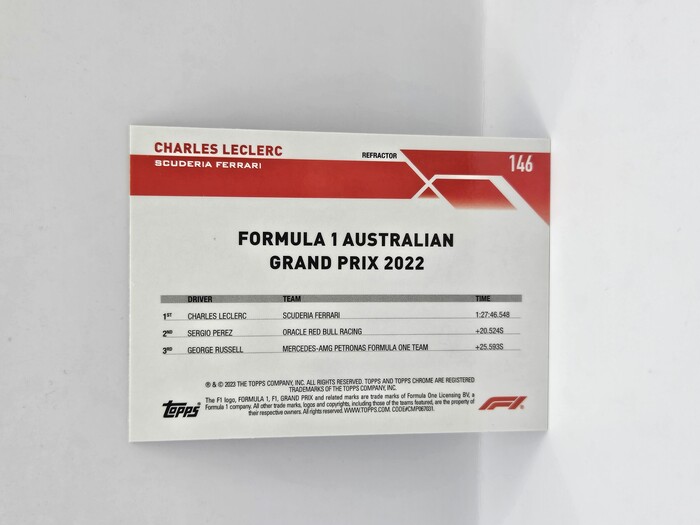 CHARLES LECLERC
SCUDERIA FERRARI
REFRACTOR
146
FORMULA 1 AUSTRALIAN
GRAND PRIX 2022
DRIVER TEAM TIME
1ST CHARLES LECLERC SCUDERIA FERRARI 1:27:46.548
2ND SERGIO PEREZ ORACLE RED BULL RACING +20.524S
3RD GEORGE RUSSELL MERCEDES-AMG PETRONAS FORMULA ONE TEAM +25.593S
® & © 2023 THE TOPPS COMPANY, INC. ALL RIGHTS RESERVED. TOPPS AND TOPPS CHROME ARE REGISTERED
TRADEMARKS OF THE TOPPS COMPANY, INC.
The F1 logo, FORMULA 1, F1, GRAND PRIX and related marks are trade marks of Formula One Licensing BV, a
Formula 1 company. All other trade marks, logos and copyrights, including those of the teams featured, are the property of
their respective owners. All rights reserved. WWW.TOPPS.COM. CODE#CMP067031.
Topps®
F1®